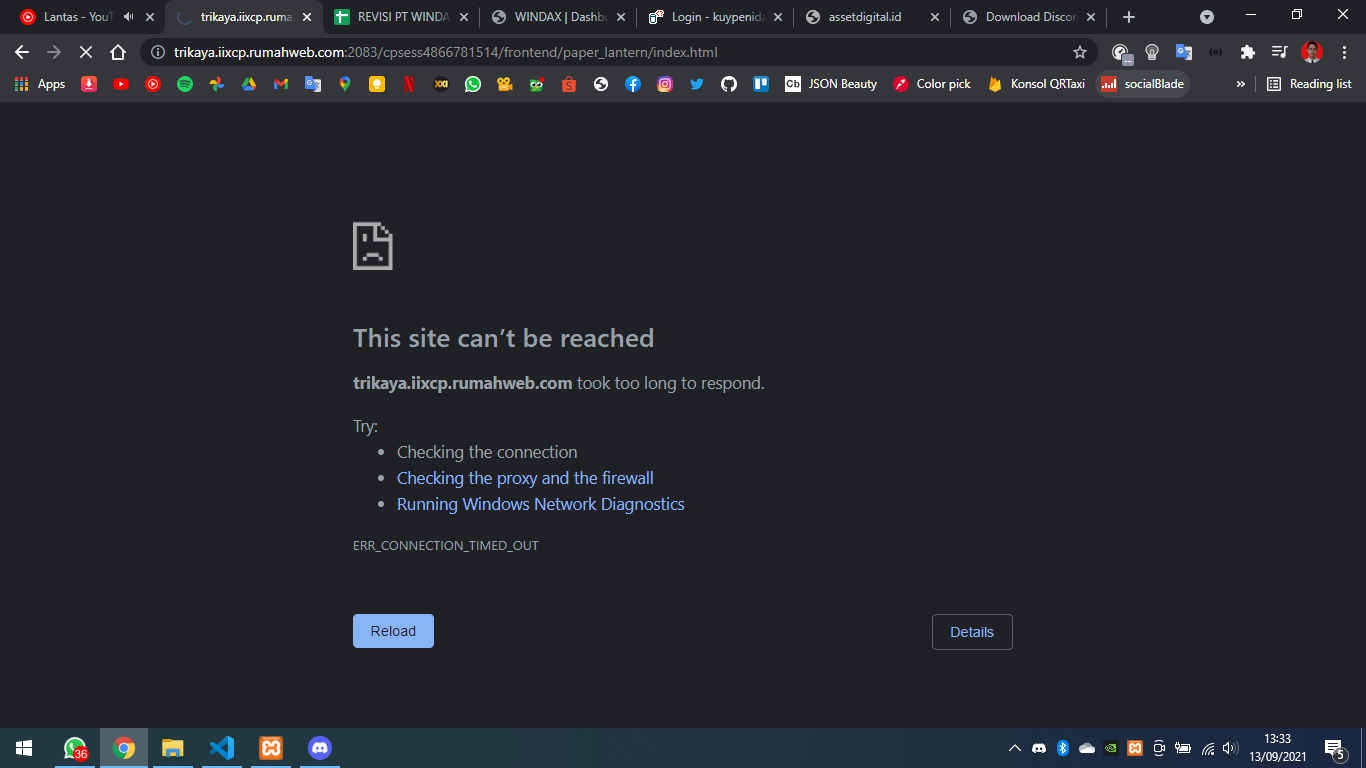 Lantas - YouT
trikaya.iixcp.ruma
REVISI PT WINDA
WINDAX | Dashb
Login - kuypenid
assetdigital.id
Download Discor
trikaya.iixcp.rumahweb.com:2083/cpsess4866781514/frontend/paper_lantern/index.html
Apps
XXI
Cb
JSON Beauty
Color pick
Konsol QRTaxi
socialBlade
Reading list
This site can't be reached
trikaya.iixcp.rumahweb.com took too long to respond.
Try:
Checking the connection
Checking the proxy and the firewall
Running Windows Network Diagnostics
ERR_CONNECTION_TIMED_OUT
Reload
Details
36
13:33
13/09/2021
5